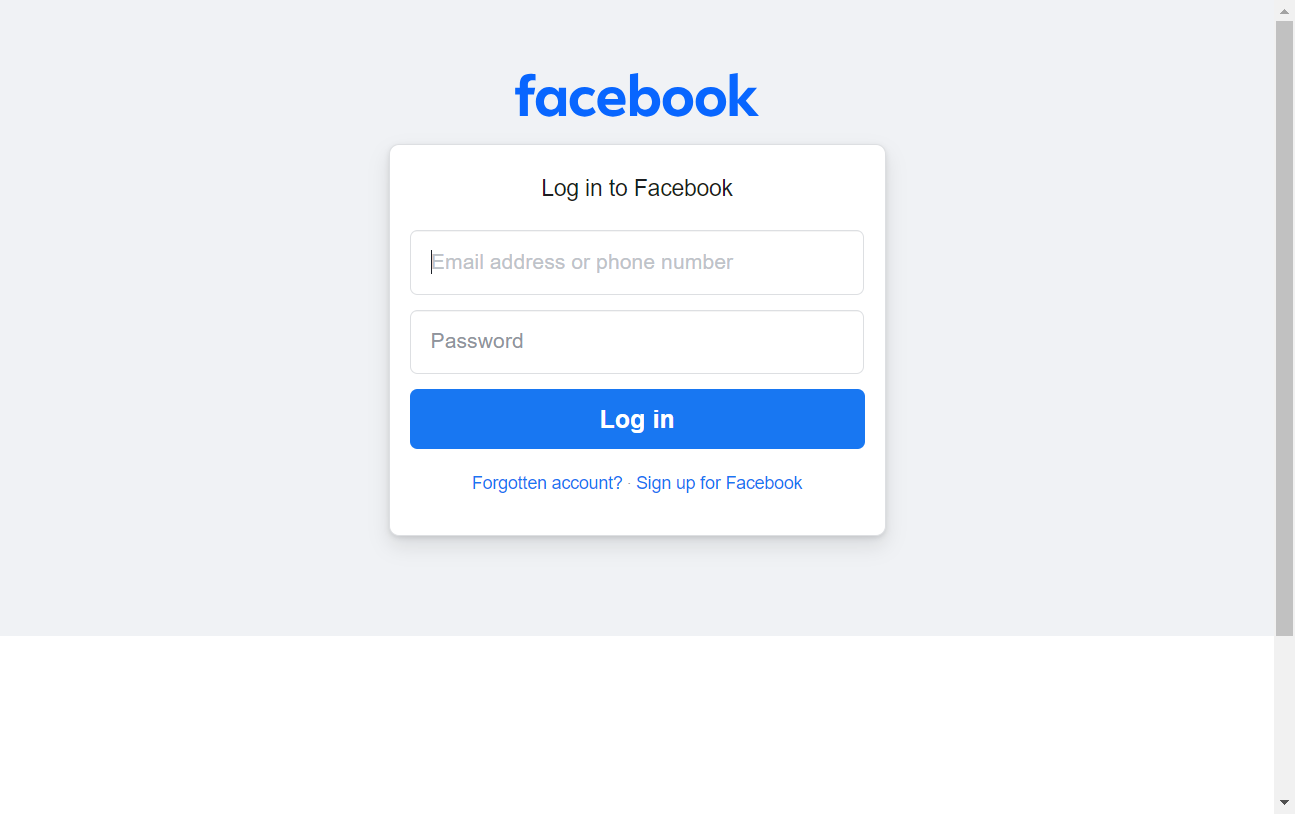 facebook
Log in to Facebook
Email address or phone number
Password
Log in
Forgotten account? · Sign up for Facebook